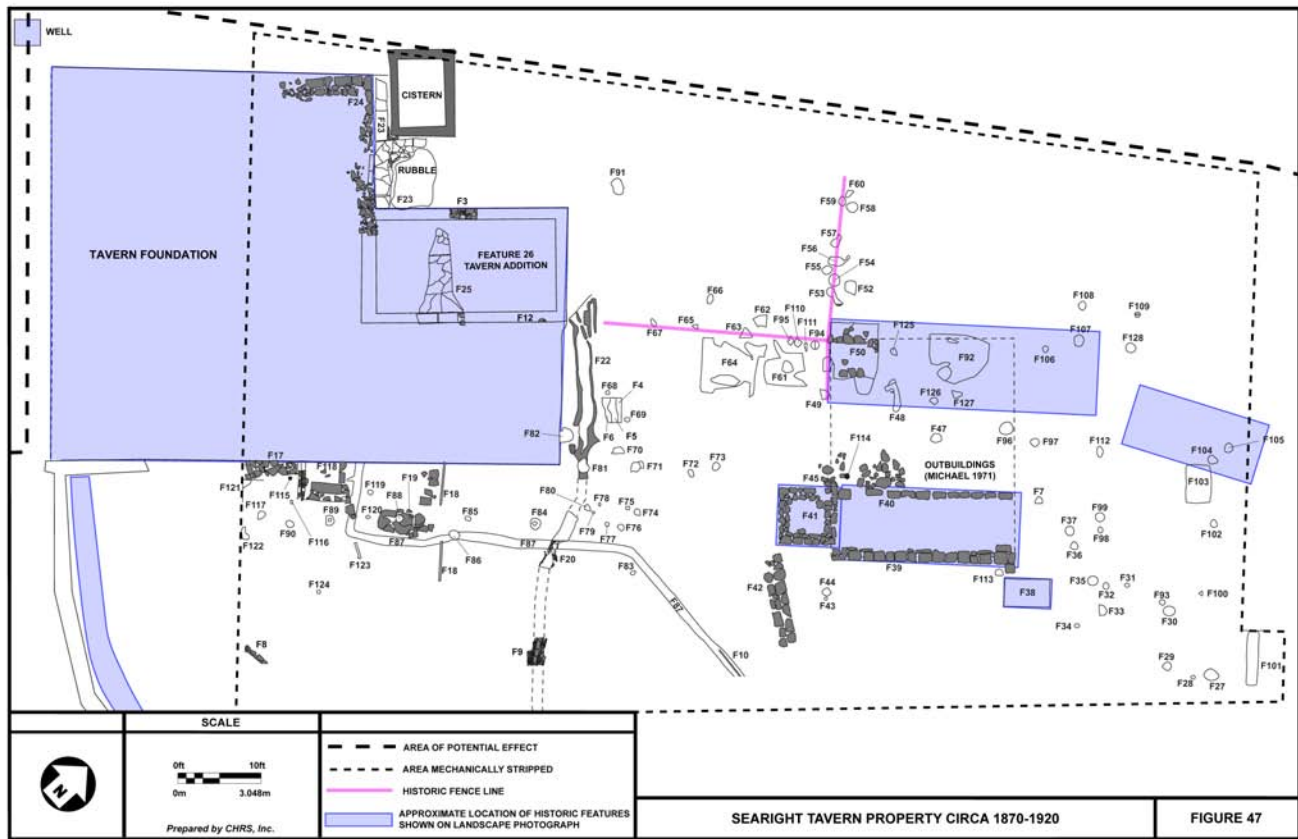 WELL
F24
F23
CISTERN
RUBBLE
F23
F3
TAVERN FOUNDATION
FEATURE 26
TAVERN ADDITION
F25
F12
F91
F60
F59
F58
F57
F56
F55
F54
F53
F52
F66
F62
F110
F95
F111
F94
F67
F65
F63
F64
F61
F50
F125
F92
F106
F107
F108
F109
F128
F22
F49
F48
F126
F127
F68
F4
F69
F6
F5
F82
F70
F71
F72
F73
F47
F96
F97
F112
F104
F105
F103
F81
F17
F118
F121
F115
F119
F19
F88
F18
F114
OUTBUILDINGS
(MICHAEL 1971)
F45
F40
F41
F7
F80
F78
F75
F74
F79
F77
F76
F117
F89
F120
F85
F84
F90
F116
F122
F87
F86
F87
F20
F123
F18
F83
F124
F42
F44
F43
F39
F113
F38
F37
F36
F99
F98
F102
F35
F32
F31
F33
F34
F93
F30
F100
F8
F9
F87
F10
F29
F28
F27
F101
SCALE
N
0ft 10ft
0m 3.048m
Prepared by CHRS, Inc.
AREA OF POTENTIAL EFFECT
AREA MECHANICALLY STRIPPED
HISTORIC FENCE LINE
APPROXIMATE LOCATION OF HISTORIC FEATURES
SHOWN ON LANDSCAPE PHOTOGRAPH
SEARIGHT TAVERN PROPERTY CIRCA 1870-1920
FIGURE 47